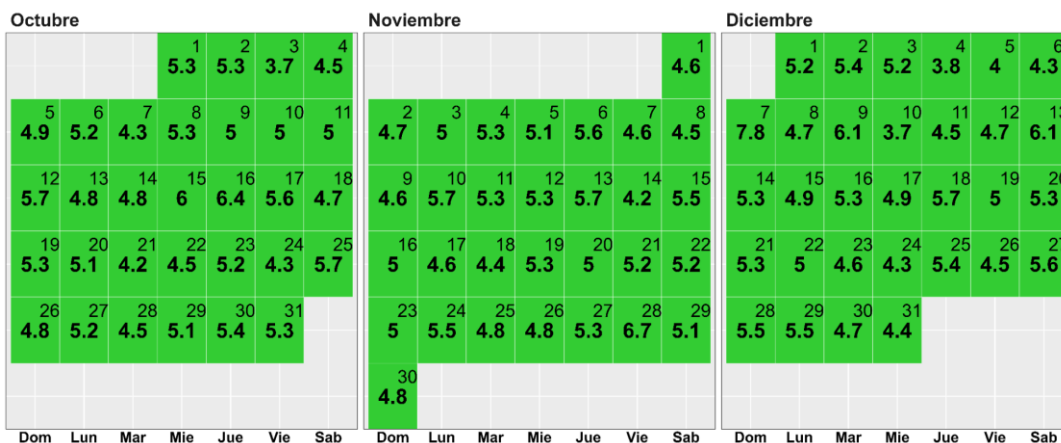 Octubre Noviembre Diciembre
1 2 3 4 1 1 2 3 4 5 6
5.3 5.3 3.7 4.5 4.6 5.2 5.4 5.2 3.8 4 4.3
5 6 7 8 9 10 11 2 3 4 5 6 7 8 7 8 9 10 11 12 13
4.9 5.2 4.3 5.3 5 5 5 4.7 5 5.3 5.1 5.6 4.6 4.5 7.8 4.7 6.1 3.7 4.5 4.7 6.1
12 13 14 15 16 17 18 9 10 11 12 13 14 15 14 15 16 17 18 19 20
5.7 4.8 4.8 6 6.4 5.6 4.7 4.6 5.7 5.3 5.3 5.7 4.2 5.5 5.3 4.9 5.3 4.9 5.7 5 5.3
19 20 21 22 23 24 25 16 17 18 19 20 21 22 21 22 23 24 25 26 27
5.3 5.1 4.2 4.5 5.2 4.3 5.7 5 4.6 4.4 5.3 5 5.2 5.2 5.3 5 4.6 4.3 5.4 4.5 5.6
26 27 28 29 30 31 23 24 25 26 27 28 29 28 29 30 31
4.8 5.2 4.5 5.1 5.4 5.3 5 5.5 4.8 4.8 5.3 6.7 5.1 5.5 5.5 4.7 4.4
30
4.8
Dom Lun Mar Mie Jue Vie Sab Dom Lun Mar Mie Jue Vie Sab Dom Lun Mar Mie Jue Vie Sab